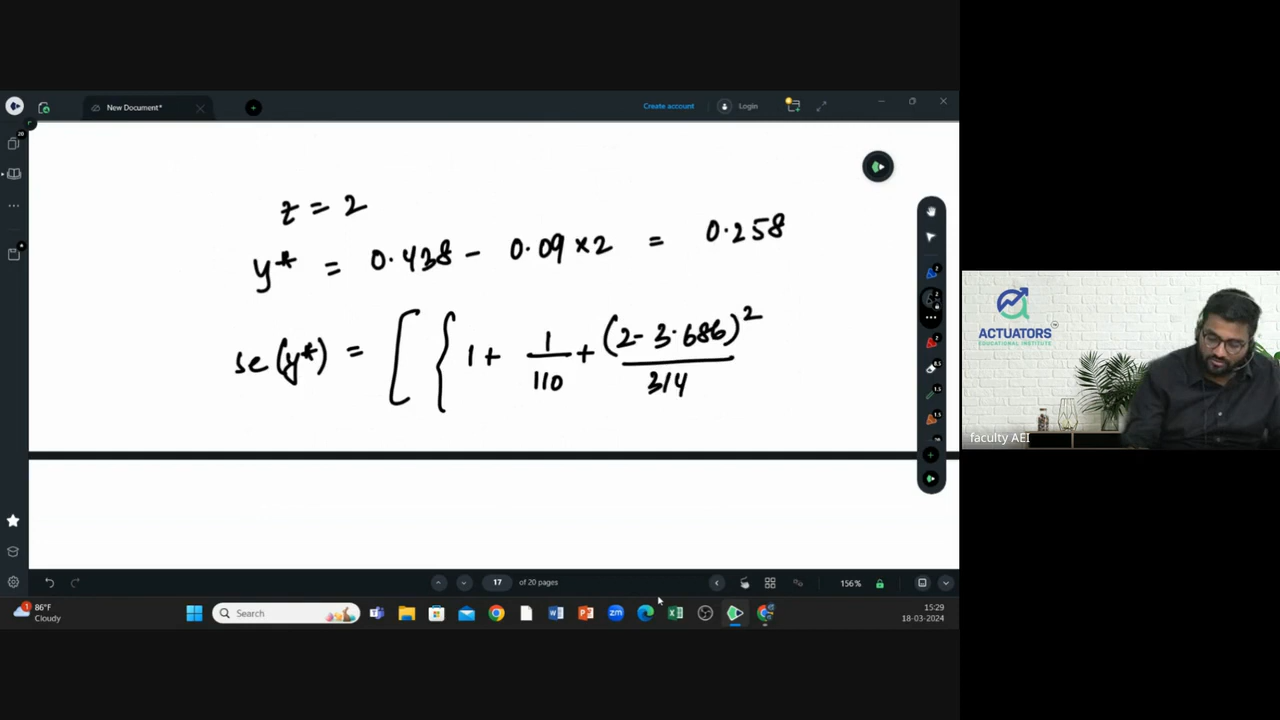 New Document*
Create account
Login
20
z = 2
y* = 0.438 - 0.09 × 2 = 0.258
se(y*) = [ { 1 + 1/110 + (2 - 3.686)²/314
ACTUATORS
EDUCATIONAL INSTITUTE
faculty AEI
17 of 20 pages
156%
86°F
Cloudy
Search
15:29
18-03-2024